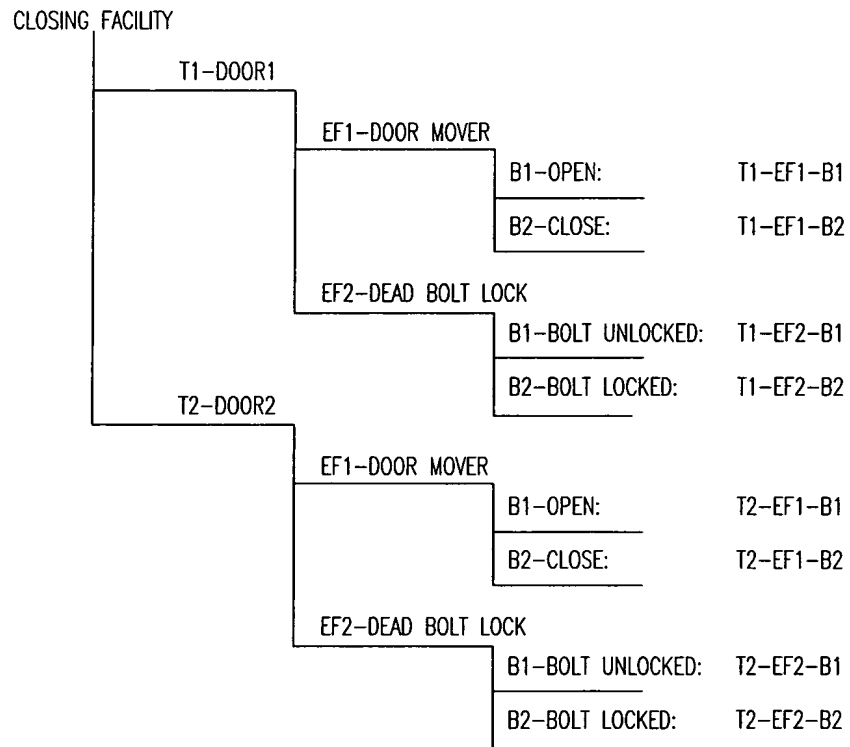 CLOSING FACILITY
T1-DOOR1
EF1-DOOR MOVER
B1-OPEN: T1-EF1-B1
B2-CLOSE: T1-EF1-B2
EF2-DEAD BOLT LOCK
B1-BOLT UNLOCKED: T1-EF2-B1
B2-BOLT LOCKED: T1-EF2-B2
T2-DOOR2
EF1-DOOR MOVER
B1-OPEN: T2-EF1-B1
B2-CLOSE: T2-EF1-B2
EF2-DEAD BOLT LOCK
B1-BOLT UNLOCKED: T2-EF2-B1
B2-BOLT LOCKED: T2-EF2-B2